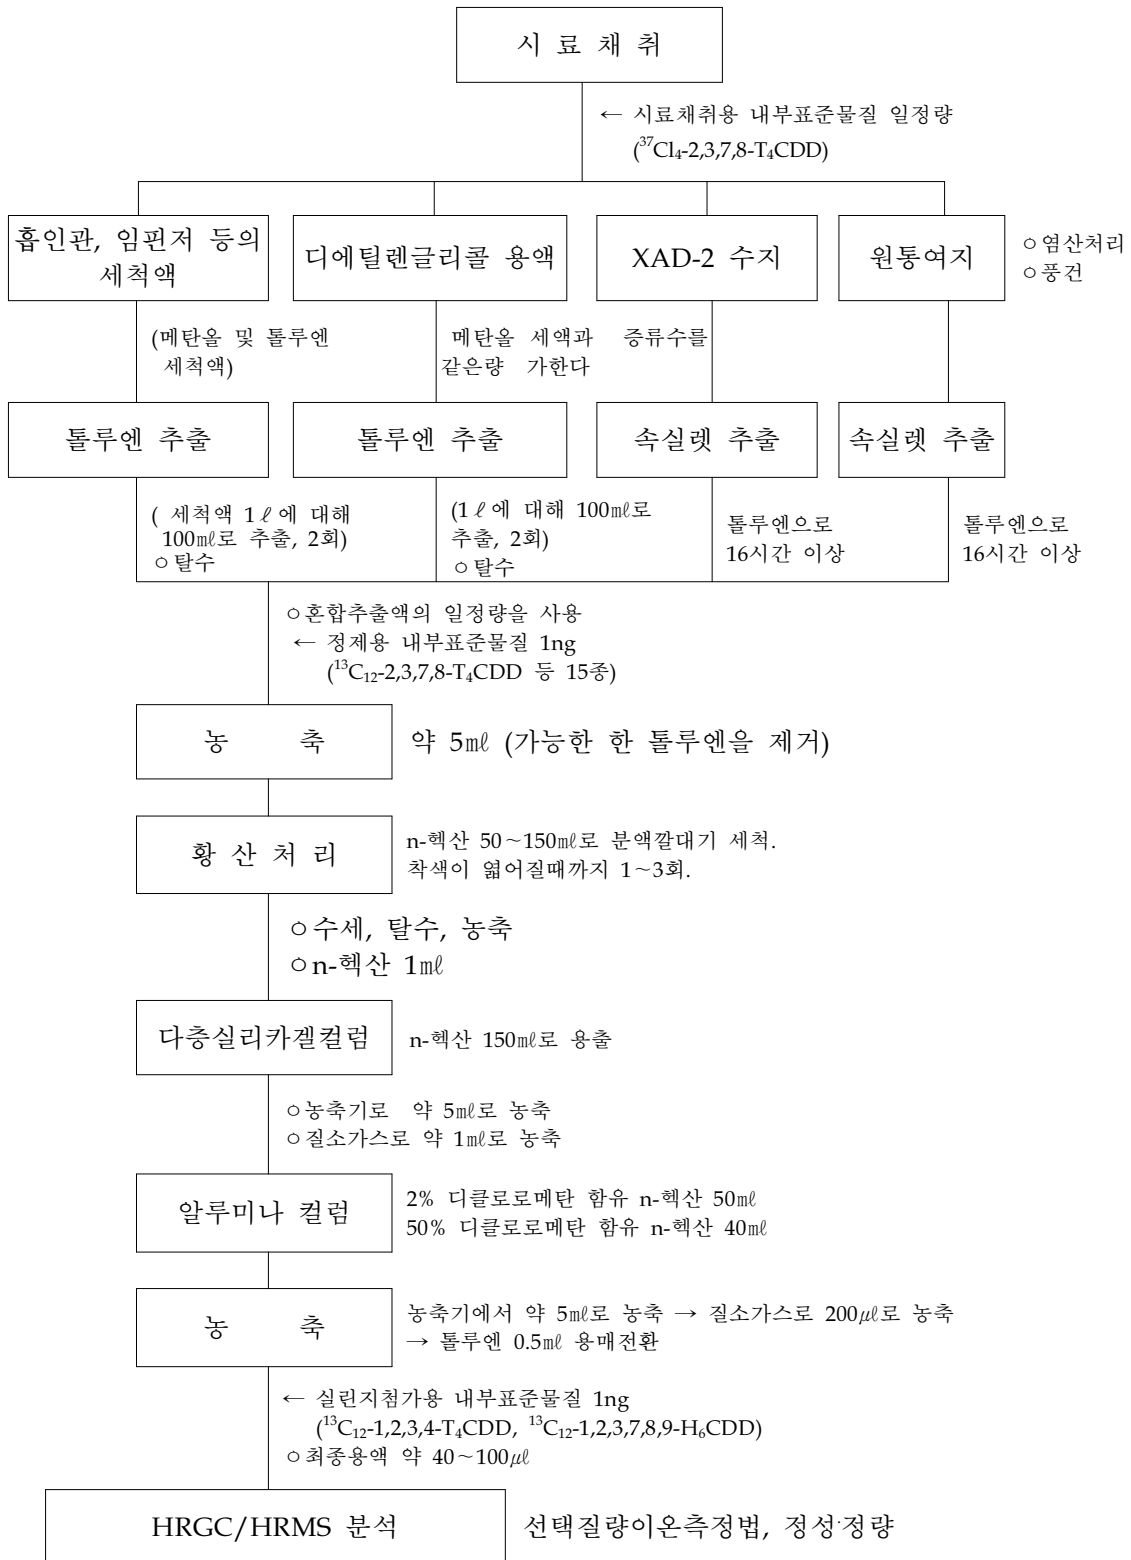 시 료 채 취
← 시료채취용 내부표준물질 일정량
(³⁷Cl₄-2,3,7,8-T₄CDD)
흡인관, 임핀저 등의
세척액
디에틸렌글리콜 용액
XAD-2 수지
원통여지
○염산처리
○풍건
(메탄올 및 톨루엔
세척액)
메탄올 세액과 증류수를
같은량 가한다
톨루엔 추출
톨루엔 추출
속실렛 추출
속실렛 추출
( 세척액 1ℓ에 대해
100㎖로 추출, 2회)
○탈수
(1ℓ에 대해 100㎖로
추출, 2회)
○탈수
톨루엔으로
16시간 이상
톨루엔으로
16시간 이상
○혼합추출액의 일정량을 사용
← 정제용 내부표준물질 1ng
(¹³C₁₂-2,3,7,8-T₄CDD 등 15종)
농 축
약 5㎖ (가능한 한 톨루엔을 제거)
황 산 처 리
n-헥산 50~150㎖로 분액깔대기 세척.
착색이 엷어질때까지 1~3회.
○수세, 탈수, 농축
○n-헥산 1㎖
다층실리카겔컬럼
n-헥산 150㎖로 용출
○농축기로 약 5㎖로 농축
○질소가스로 약 1㎖로 농축
알루미나 컬럼
2% 디클로로메탄 함유 n-헥산 50㎖
50% 디클로로메탄 함유 n-헥산 40㎖
농 축
농축기에서 약 5㎖로 농축 → 질소가스로 200㎕로 농축
→ 톨루엔 0.5㎖ 용매전환
← 실린지첨가용 내부표준물질 1ng
(¹³C₁₂-1,2,3,4-T₄CDD, ¹³C₁₂-1,2,3,7,8,9-H₆CDD)
○최종용액 약 40~100㎕
HRGC/HRMS 분석
선택질량이온측정법, 정성·정량